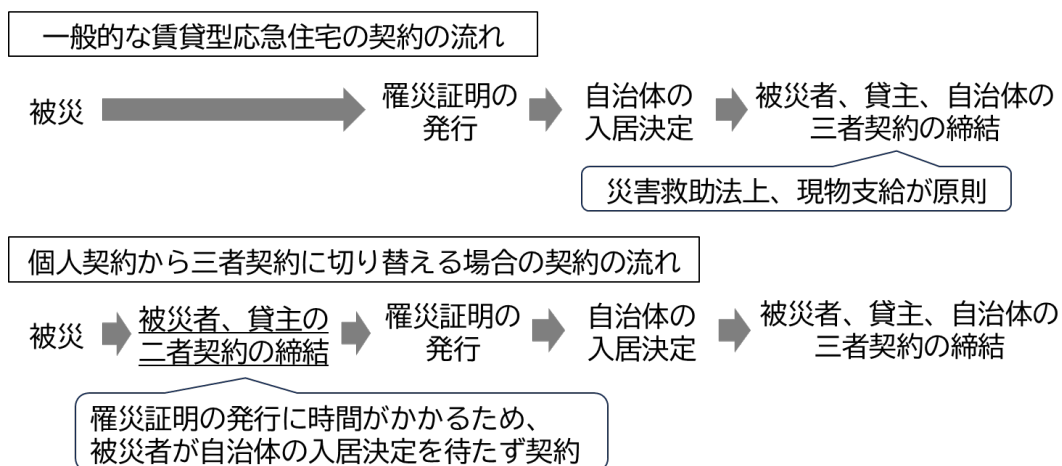 一般的な賃貸型応急住宅の契約の流れ
被災
罹災証明の
発行
自治体の
入居決定
被災者、貸主、自治体の
三者契約の締結
災害救助法上、現物支給が原則
個人契約から三者契約に切り替える場合の契約の流れ
被災
被災者、貸主の
二者契約の締結
罹災証明の
発行
自治体の
入居決定
被災者、貸主、自治体の
三者契約の締結
罹災証明の発行に時間がかかるため、
被災者が自治体の入居決定を待たず契約